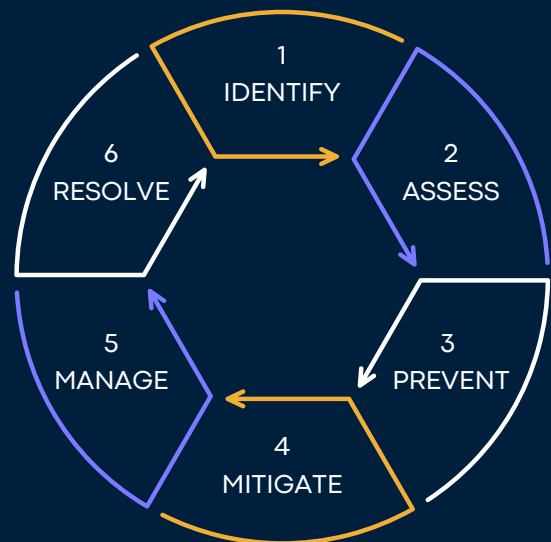 1
IDENTIFY
2
ASSESS
3
PREVENT
4
MITIGATE
5
MANAGE
6
RESOLVE